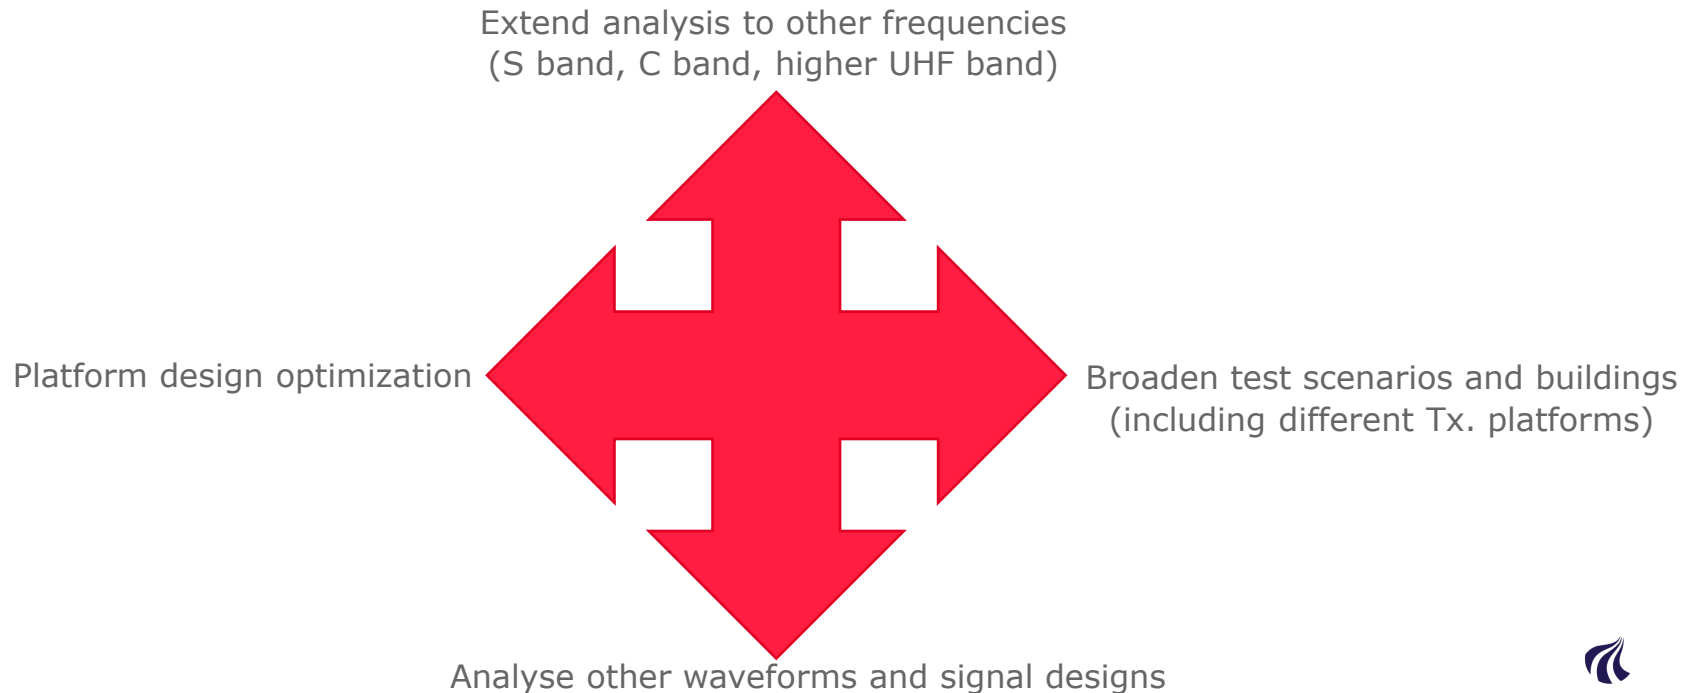 Extend analysis to other frequencies
(S band, C band, higher UHF band)
Platform design optimization
Broaden test scenarios and buildings
(including different Tx. platforms)
Analyse other waveforms and signal designs